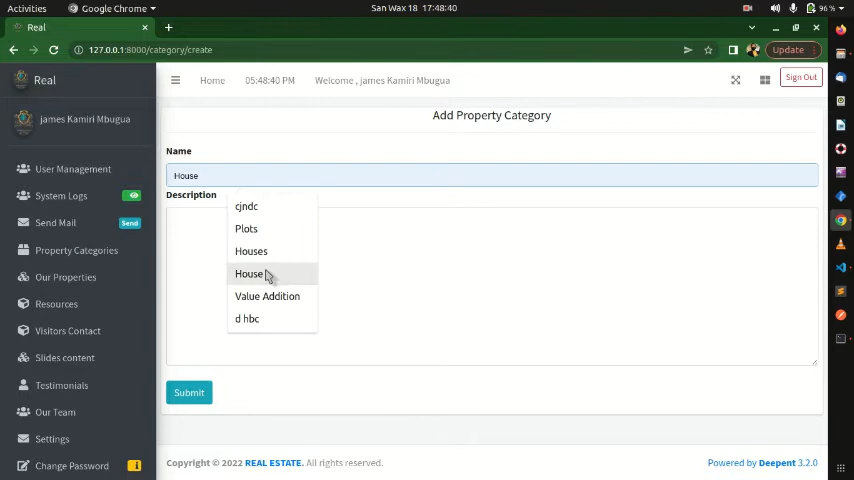 Activities Google Chrome San Wax 18 17:48:40 96 %
Real
127.0.0.1:8000/category/create Update
Real Home 05:48:40 PM Welcome , james Kamiri Mbugua Sign Out
james Kamiri Mbugua
User Management
System Logs
Send Mail Send
Property Categories
Our Properties
Resources
Visitors Contact
Slides content
Testimonials
Our Team
Settings
Change Password
Add Property Category
Name
House
Description
cjndc
Plots
Houses
House
Value Addition
d hbc
Submit
Copyright © 2022 REAL ESTATE. All rights reserved. Powered by Deepent 3.2.0